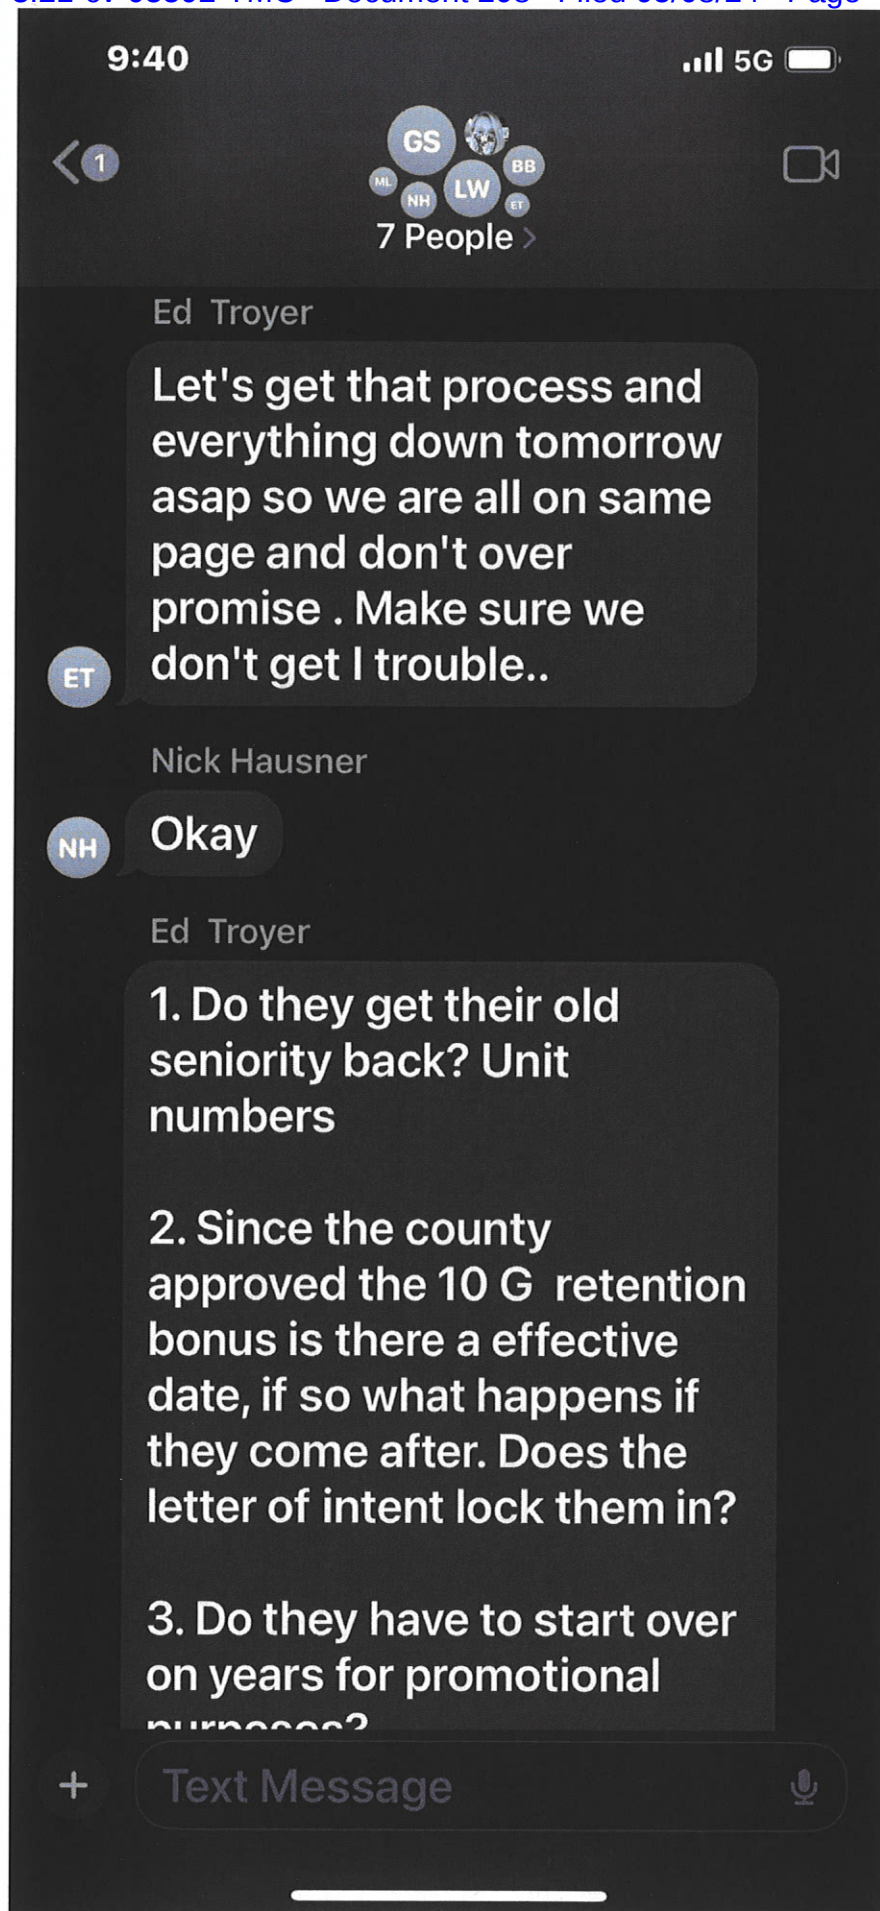 Document
Filed
Page
9:40
5G
1
GS
BB
ML
NH
LW
ET
7 People >
Ed Troyer
Let's get that process and
everything down tomorrow
asap so we are all on same
page and don't over
promise . Make sure we
don't get I trouble..
ET
Nick Hausner
Okay
NH
Ed Troyer
1. Do they get their old
seniority back? Unit
numbers
2. Since the county
approved the 10 G retention
bonus is there a effective
date, if so what happens if
they come after. Does the
letter of intent lock them in?
3. Do they have to start over
on years for promotional
purposes?
+
Text Message